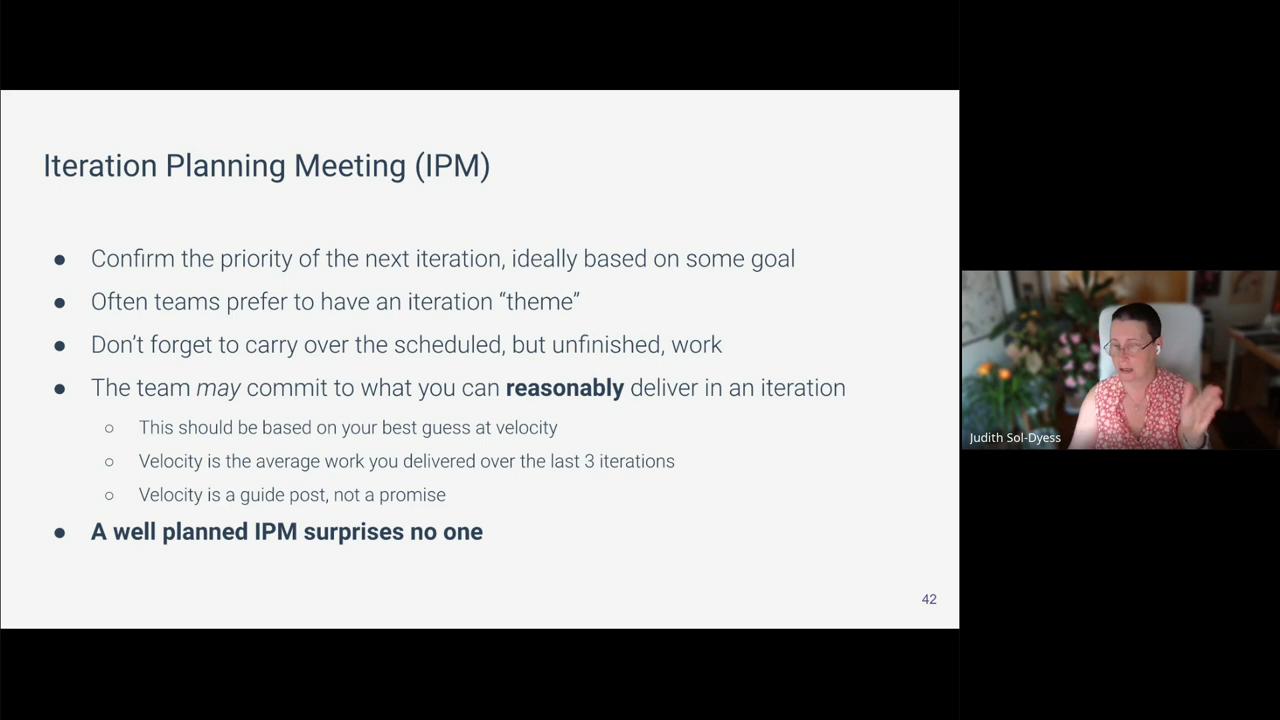 Iteration Planning Meeting (IPM)
● Confirm the priority of the next iteration, ideally based on some goal
● Often teams prefer to have an iteration “theme”
● Don’t forget to carry over the scheduled, but unfinished, work
● The team may commit to what you can reasonably deliver in an iteration
○ This should be based on your best guess at velocity
○ Velocity is the average work you delivered over the last 3 iterations
○ Velocity is a guide post, not a promise
● A well planned IPM surprises no one
42
Judith Sol-Dyess